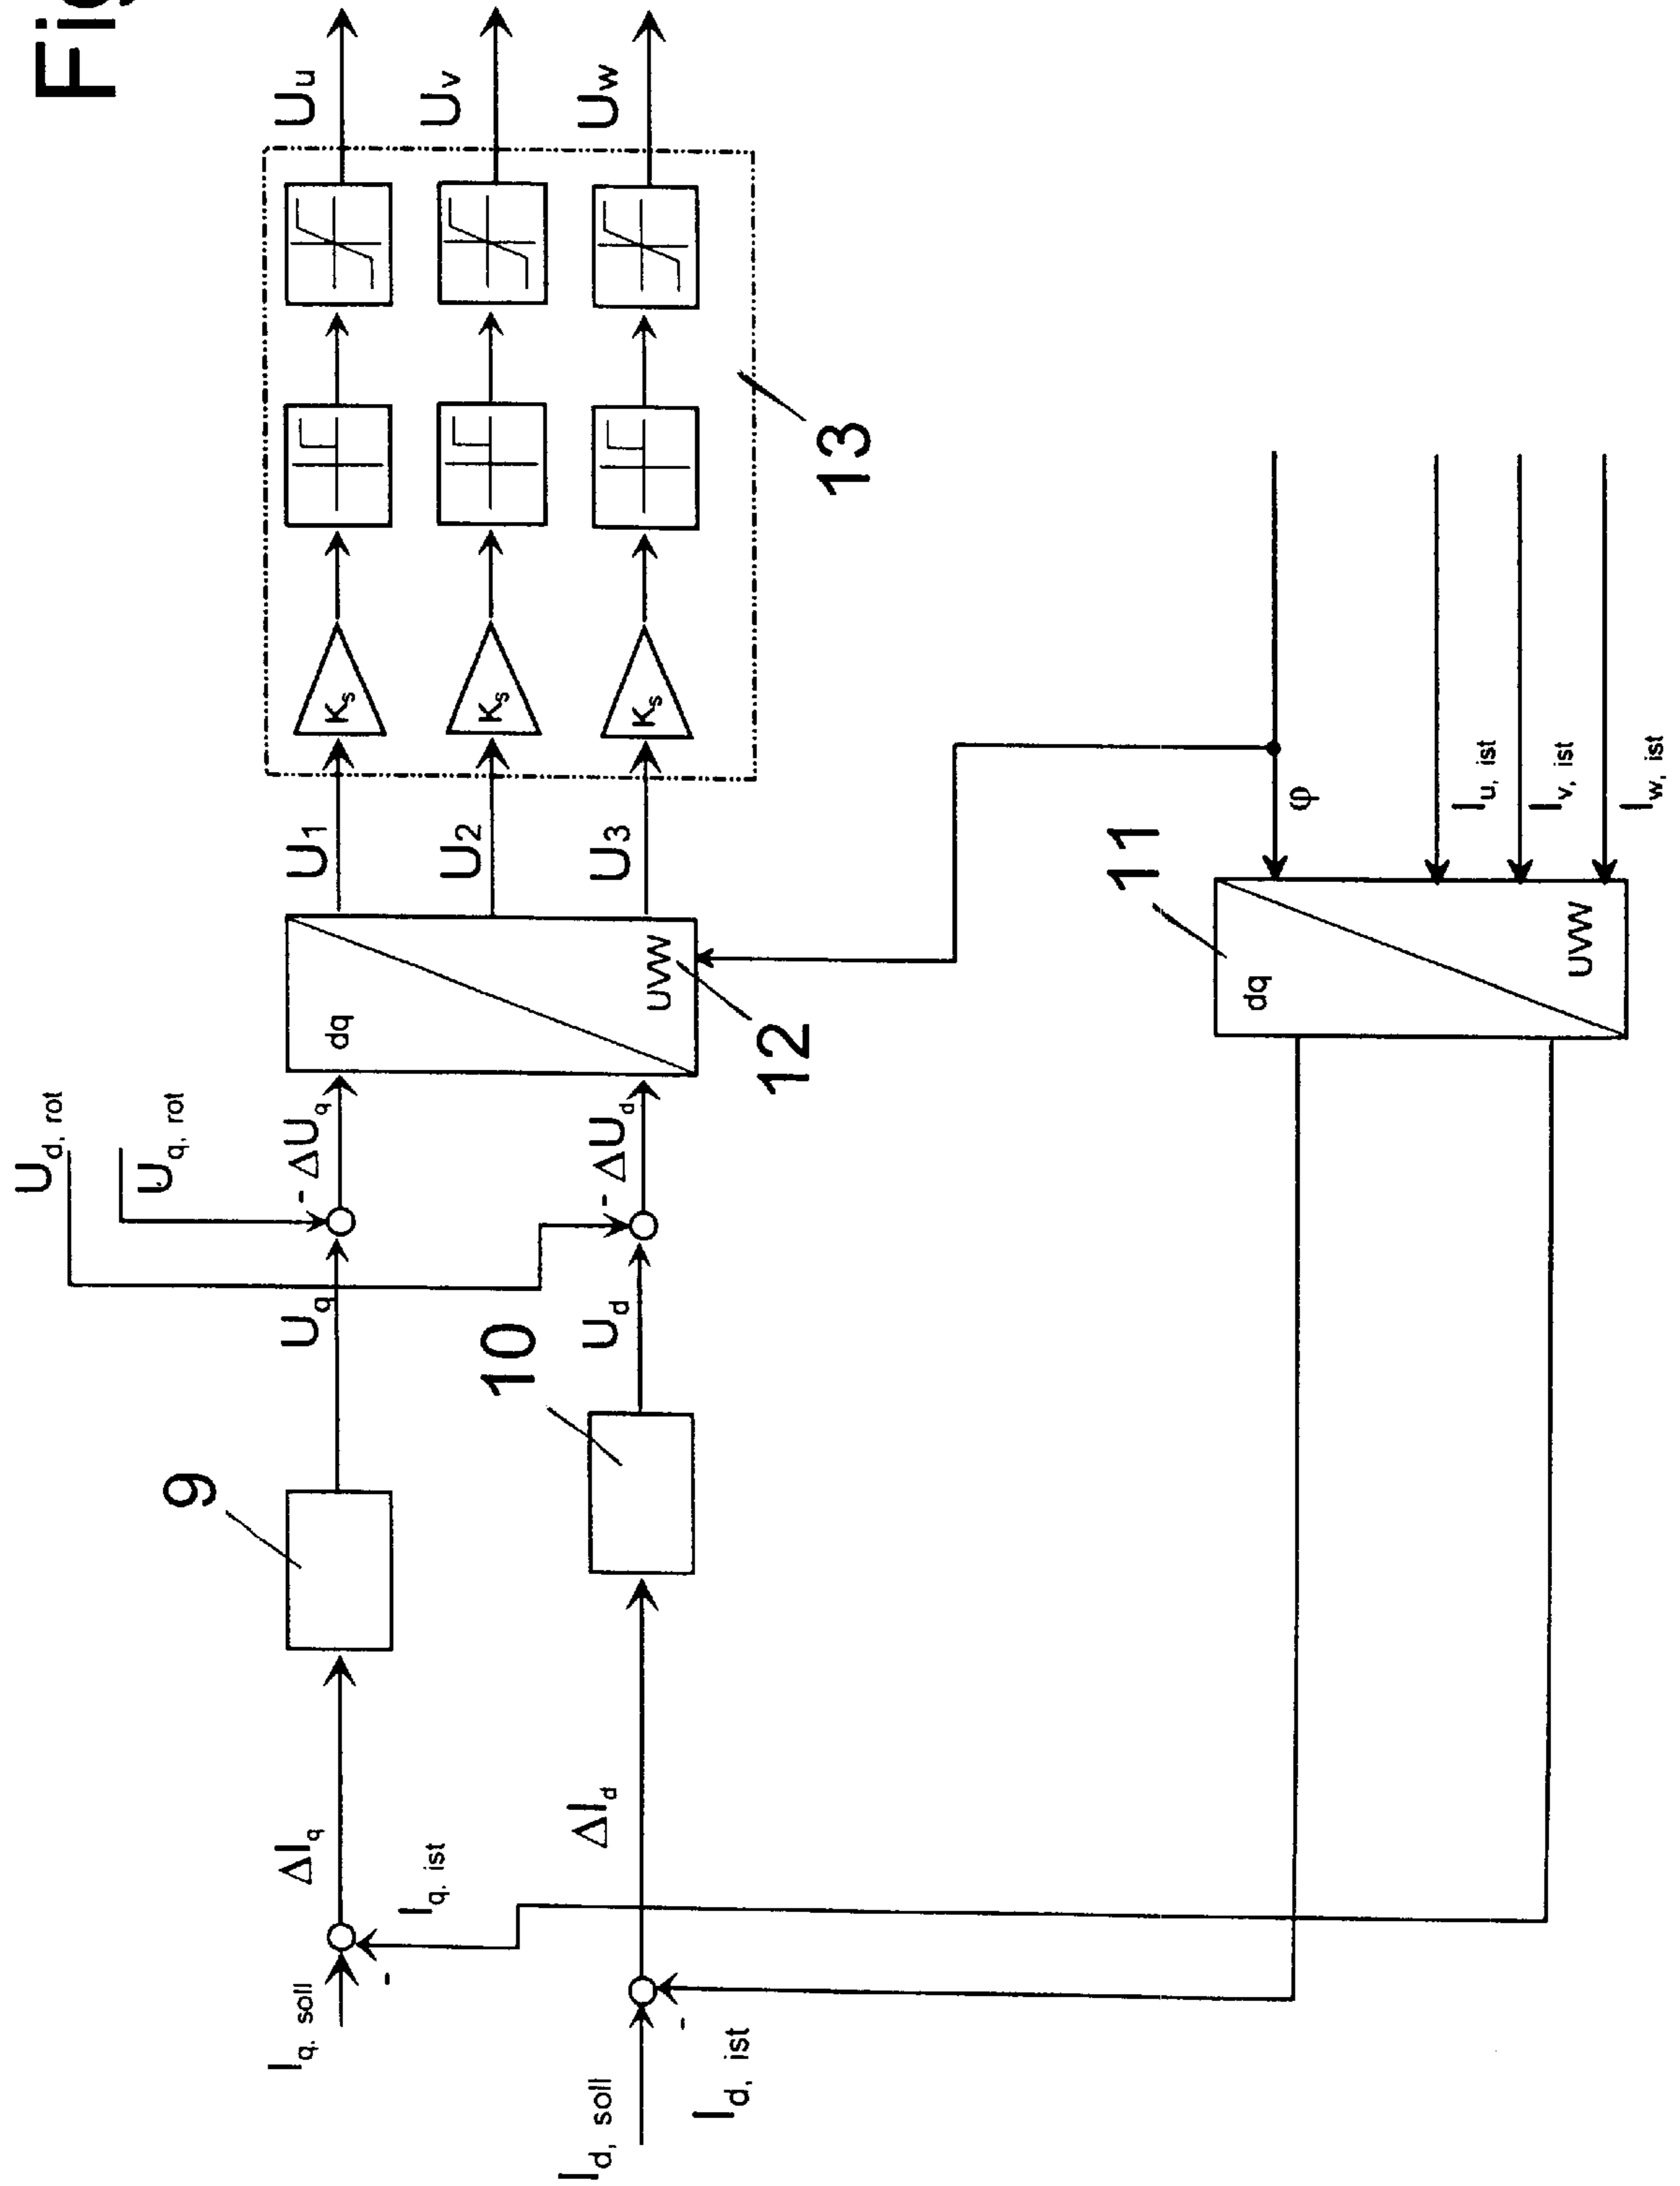 Fig
U_d, rot
U_q, rot
I_q, soll
ΔI_q
9
U_q
- ΔU_q
dq
UVW
U_1
K_s
U_u
-
I_q, ist
12
U_2
K_s
U_v
I_d, soll
ΔI_d
10
U_d
- ΔU_d
U_3
K_s
U_w
-
I_d, ist
13
11
φ
dq
UVW
I_u, ist
I_v, ist
I_w, ist